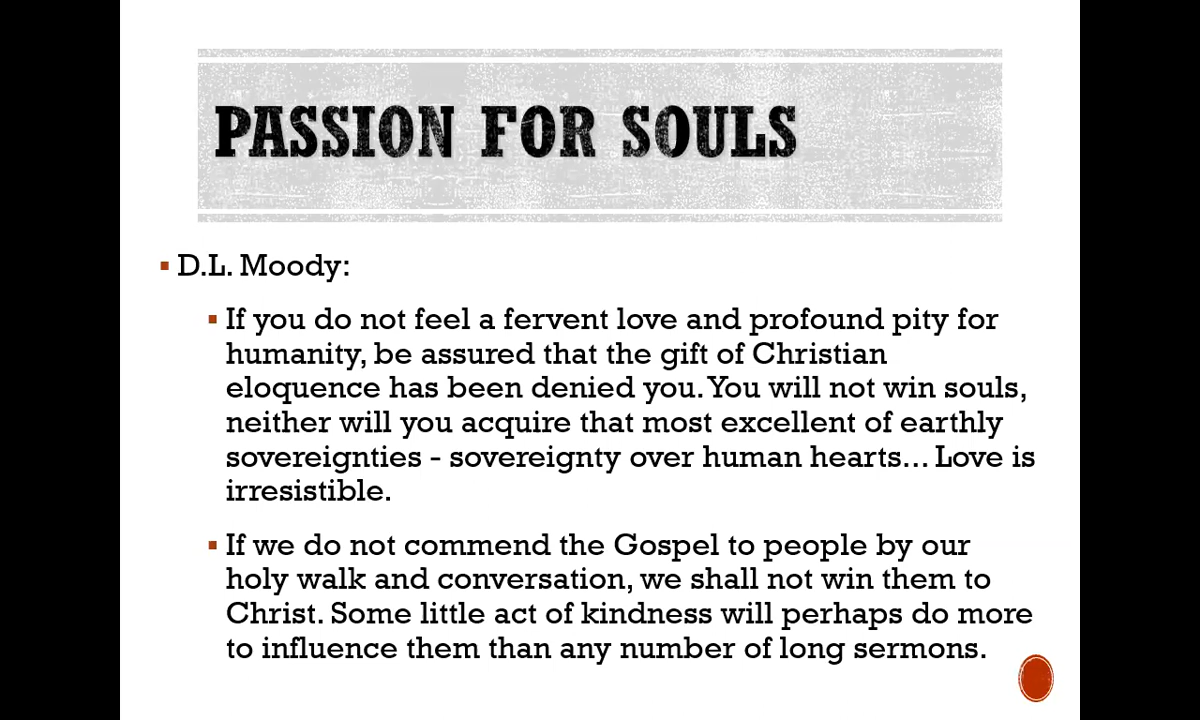 PASSION FOR SOULS
D.L. Moody:
If you do not feel a fervent love and profound pity for
humanity, be assured that the gift of Christian
eloquence has been denied you. You will not win souls,
neither will you acquire that most excellent of earthly
sovereignties - sovereignty over human hearts... Love is
irresistible.
If we do not commend the Gospel to people by our
holy walk and conversation, we shall not win them to
Christ. Some little act of kindness will perhaps do more
to influence them than any number of long sermons.